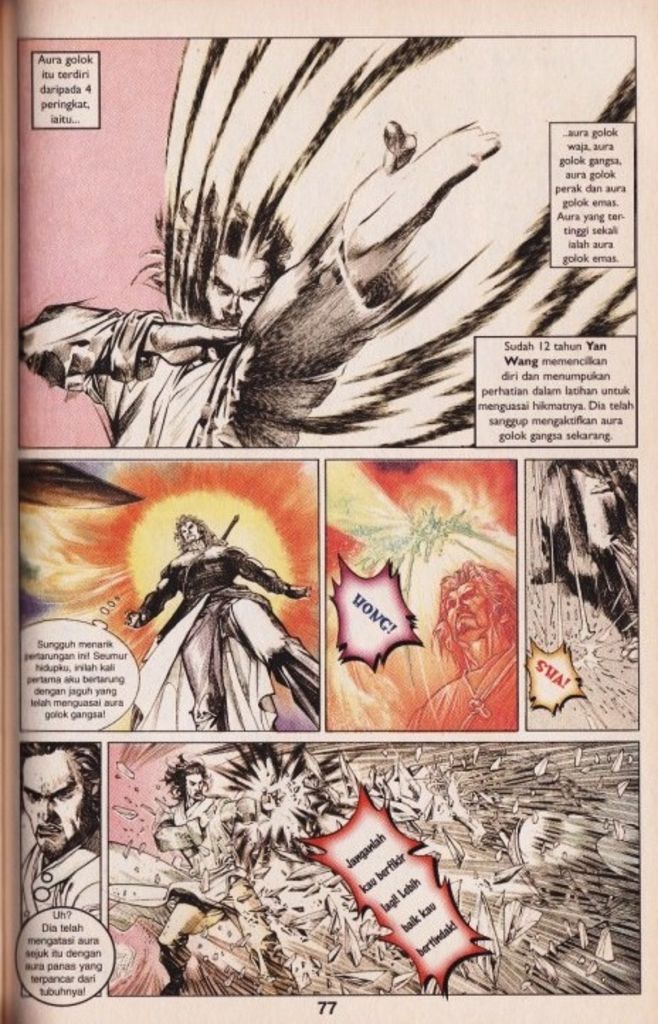 Aura golok
itu terdiri
daripada 4
peringkat,
iaitu...
..aura golok
waja, aura
golok gangsa,
aura golok
perak dan aura
golok emas.
Aura yang ter-
tinggi sekali
ialah aura
golok emas.
Sudah 12 tahun Yan
Wang memencilkan
diri dan menumpukan
perhatian dalam latihan untuk
menguasai hikmatnya. Dia telah
sanggup mengaktifkan aura
golok gangsa sekarang.
Sungguh menarik
pertarungan ini! Seumur
hidupku, inilah kali
pertama aku bertarung
dengan jaguh yang
telah menguasai aura
golok gangsa!
HONG!
SYA!
Uh?
Dia telah
mengatasi aura
sejuk itu dengan
aura panas yang
terpancar dari
tubuhnya!
Janganlah
kau berfikir
lagi! Lebih
baik kau
bertindak!
77